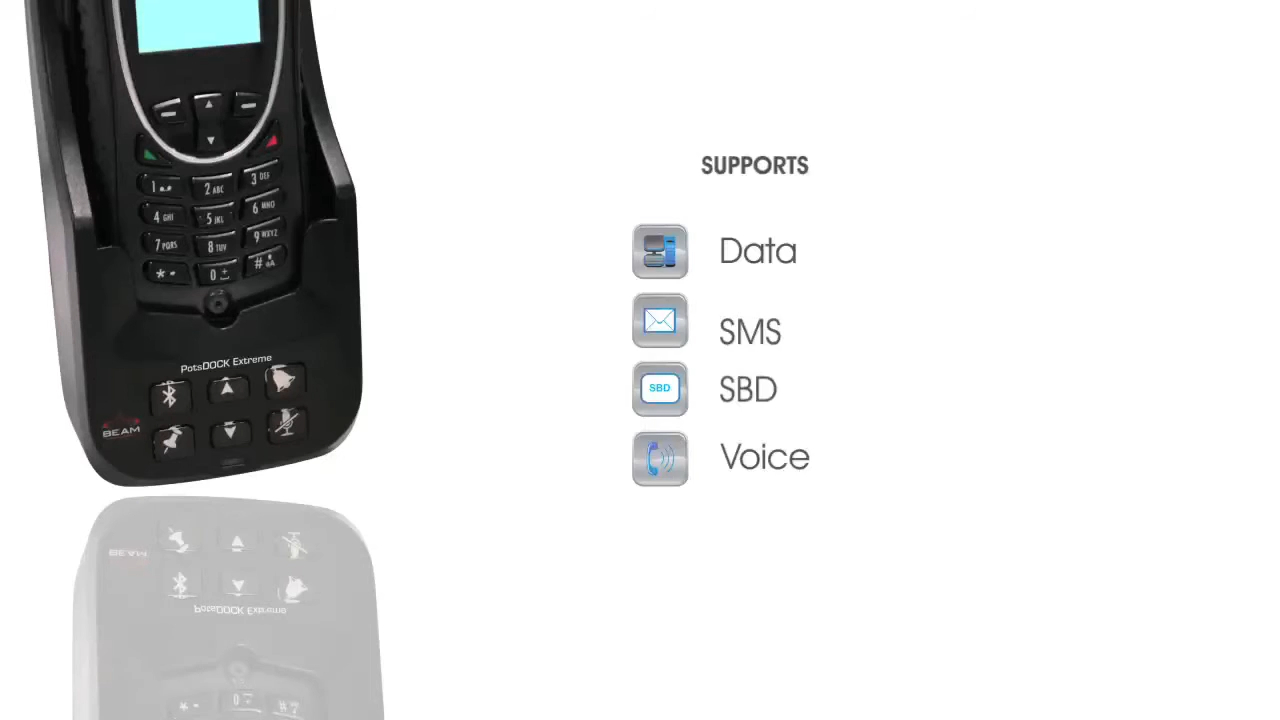 SUPPORTS
Data
SMS
SBD
SBD
Voice
1
2 ABC
3 DEF
4 GHI
5 JKL
6 MNO
7 PQRS
8 TUV
9 WXYZ
*
0 +
#
PotsDOCK Extreme
BEAM